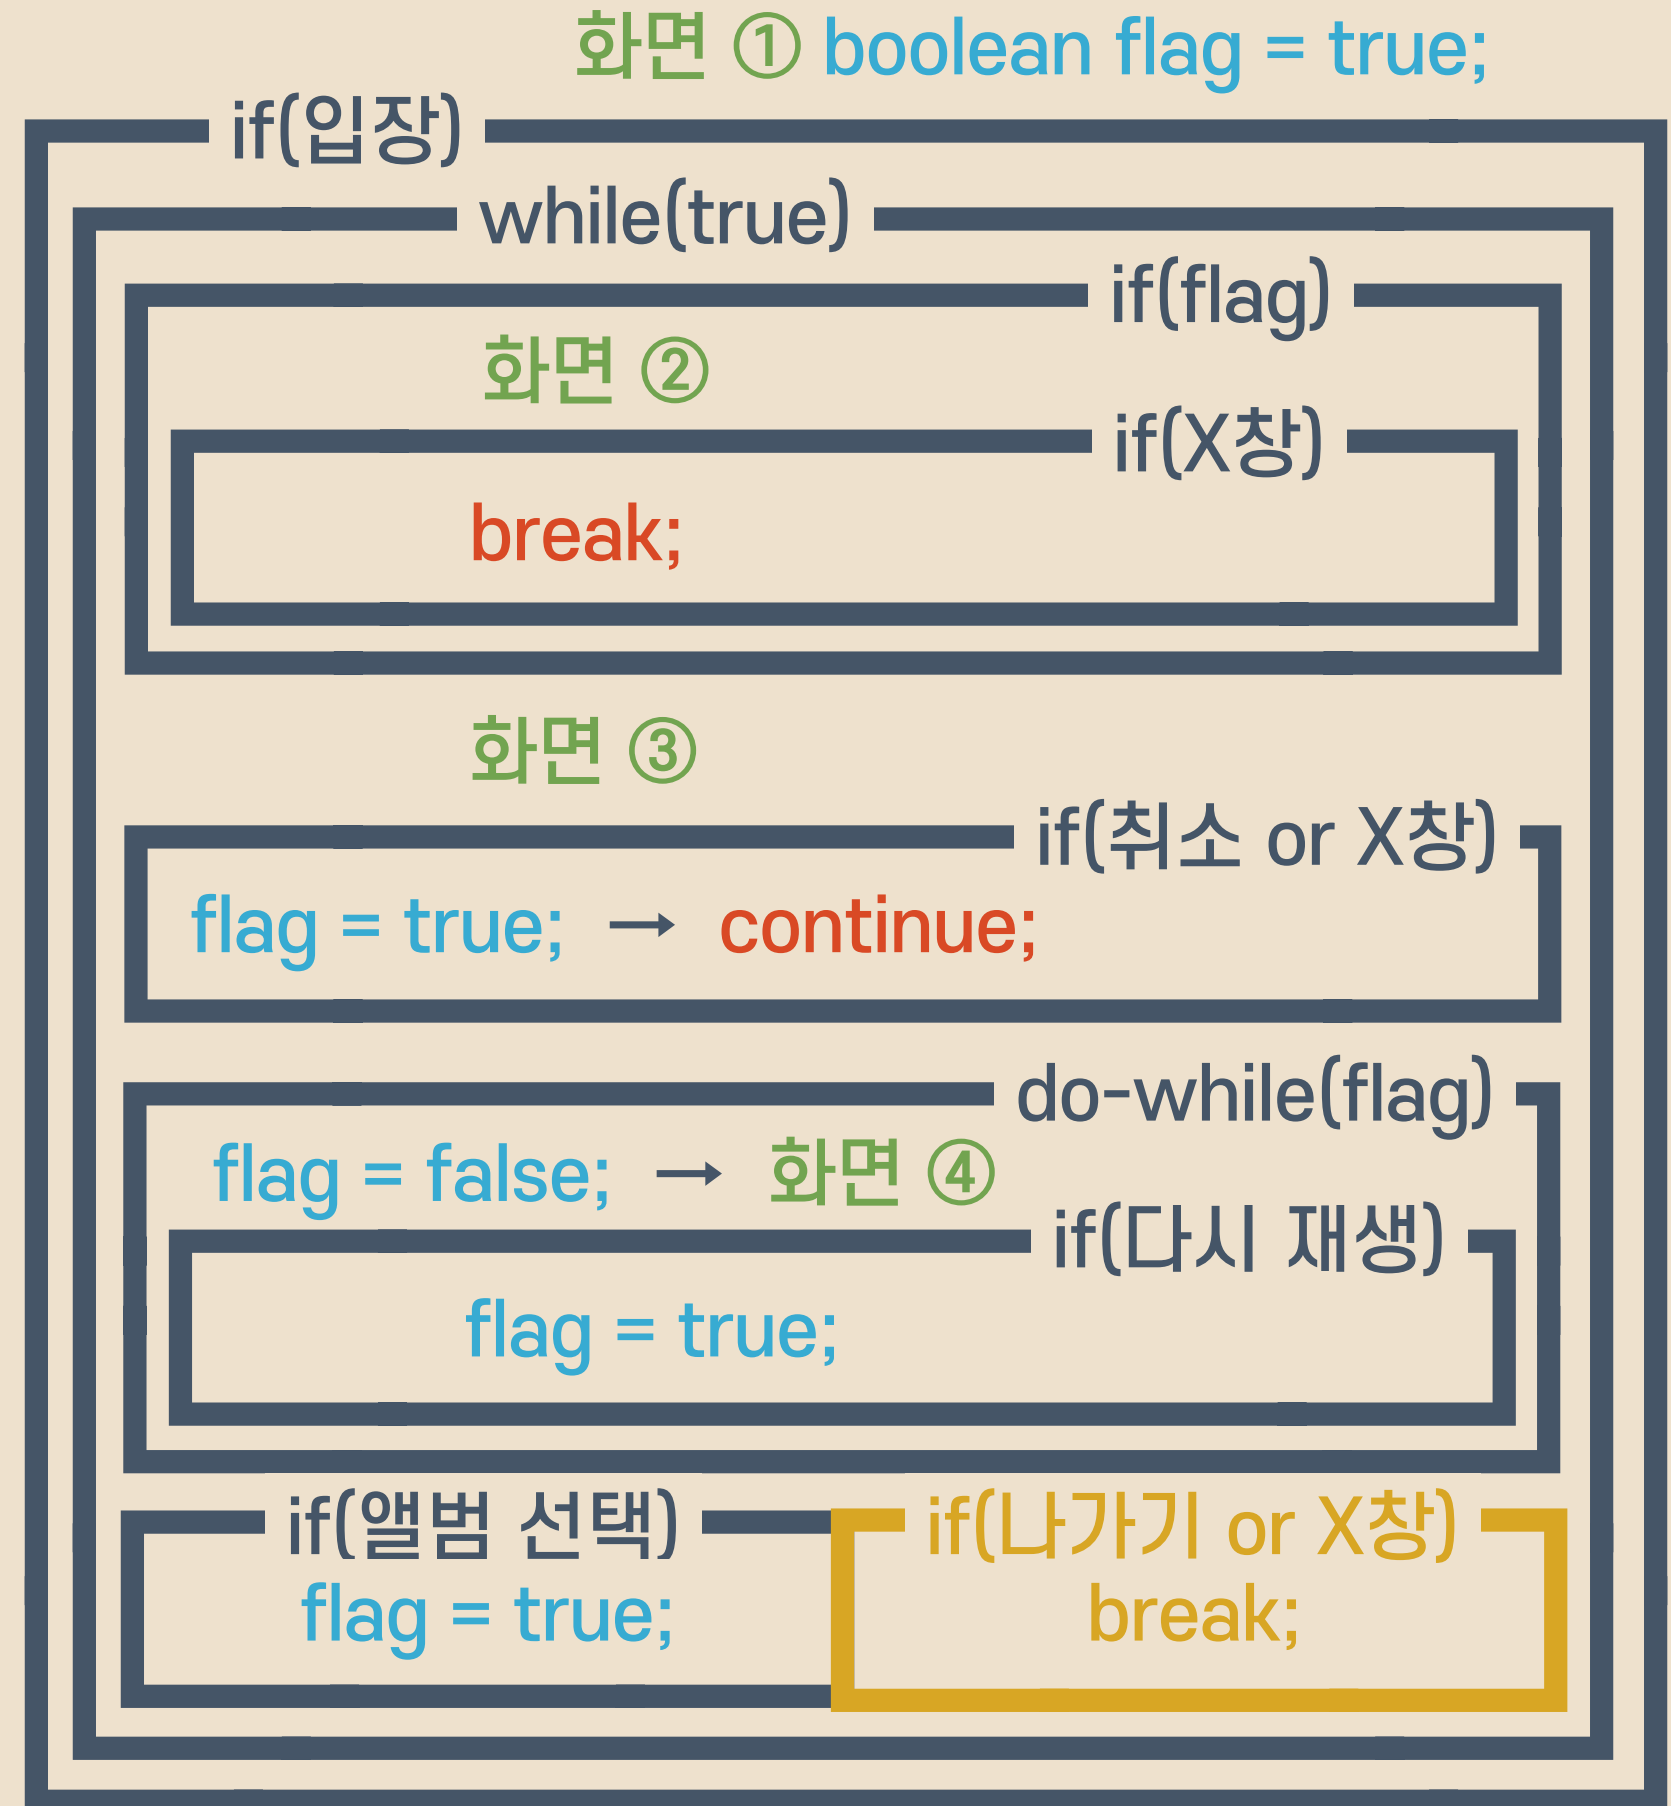 화면 ① boolean flag = true;
if(입장)
while(true)
if(flag)
화면 ②
if(X창)
break;
화면 ③
if(취소 or X창)
flag = true; → continue;
do-while(flag)
flag = false; → 화면 ④
if(다시 재생)
flag = true;
if(앨범 선택) if(나가기 or X창)
flag = true; break;